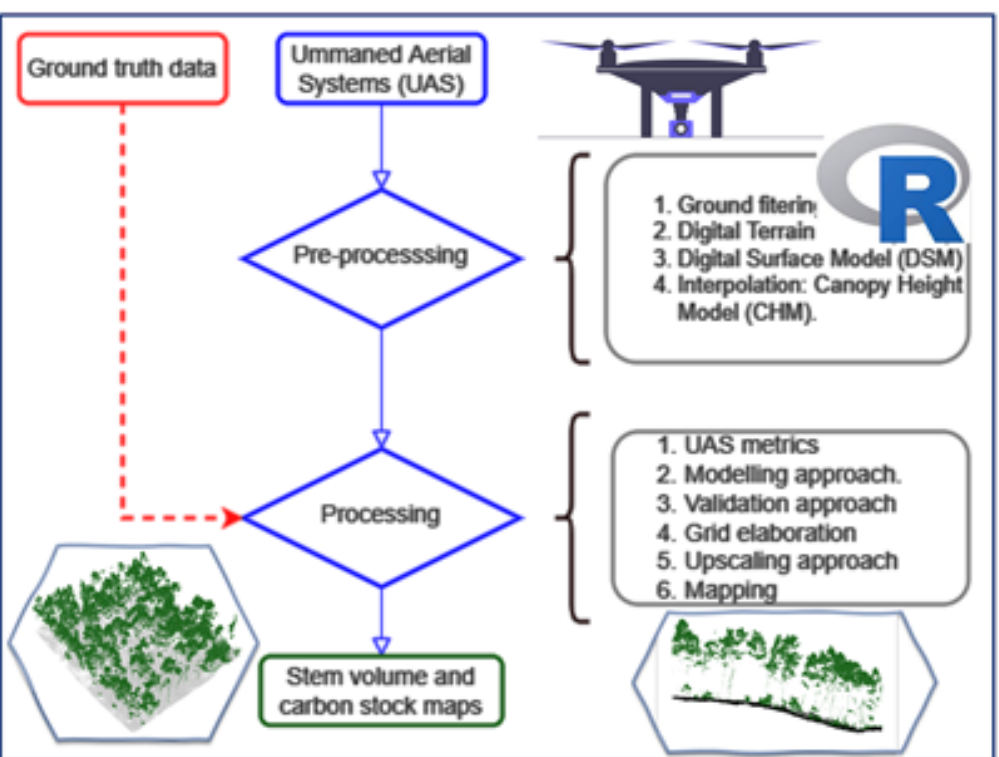 Ground truth data
Ummaned Aerial
Systems (UAS)
Pre-processsing
1. Ground fitering
2. Digital Terrain
3. Digital Surface Model (DSM)
4. Interpolation: Canopy Height
Model (CHM).
R
Processing
1. UAS metrics
2. Modelling approach.
3. Validation approach
4. Grid elaboration
5. Upscaling approach
6. Mapping
Stem volume and
carbon stock maps